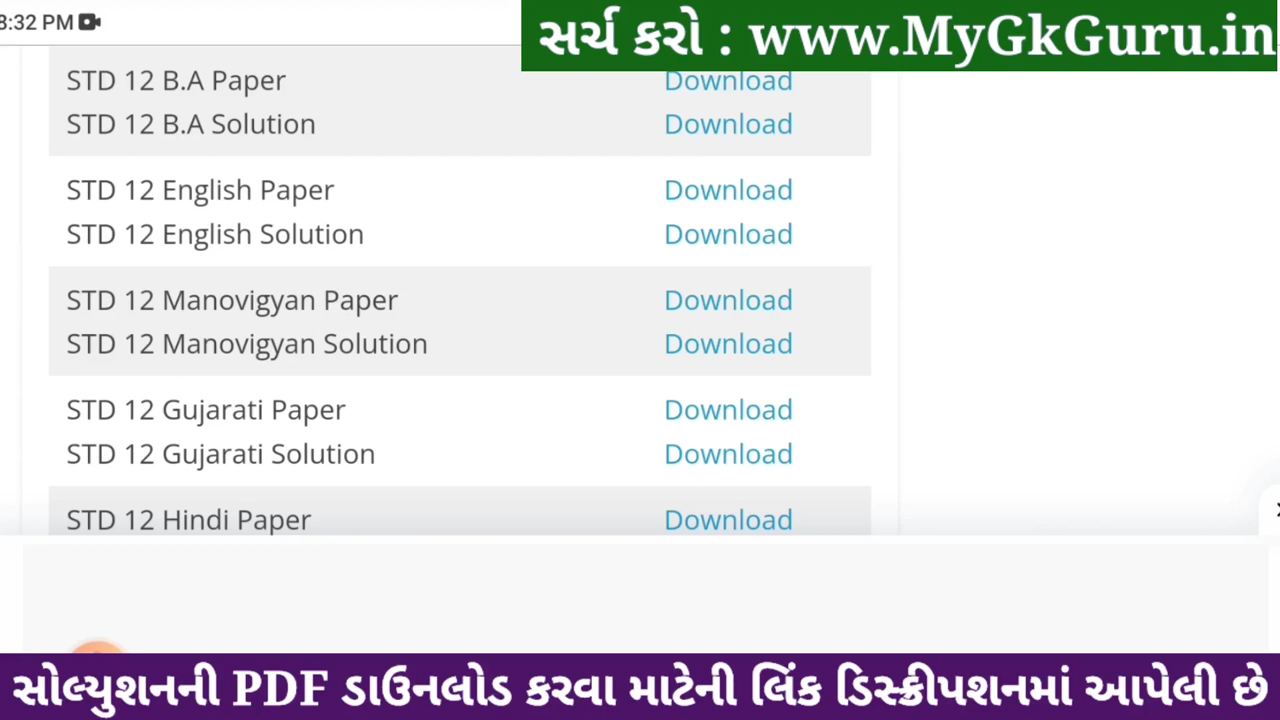 8:32 PM
સર્ચ કરો : www.MyGkGuru.in
STD 12 B.A Paper Download
STD 12 B.A Solution Download
STD 12 English Paper Download
STD 12 English Solution Download
STD 12 Manovigyan Paper Download
STD 12 Manovigyan Solution Download
STD 12 Gujarati Paper Download
STD 12 Gujarati Solution Download
STD 12 Hindi Paper Download
સોલ્યુશનની PDF ડાઉનલોડ કરવા માટેની લિંક ડિસ્ક્રીપશનમાં આપેલી છે